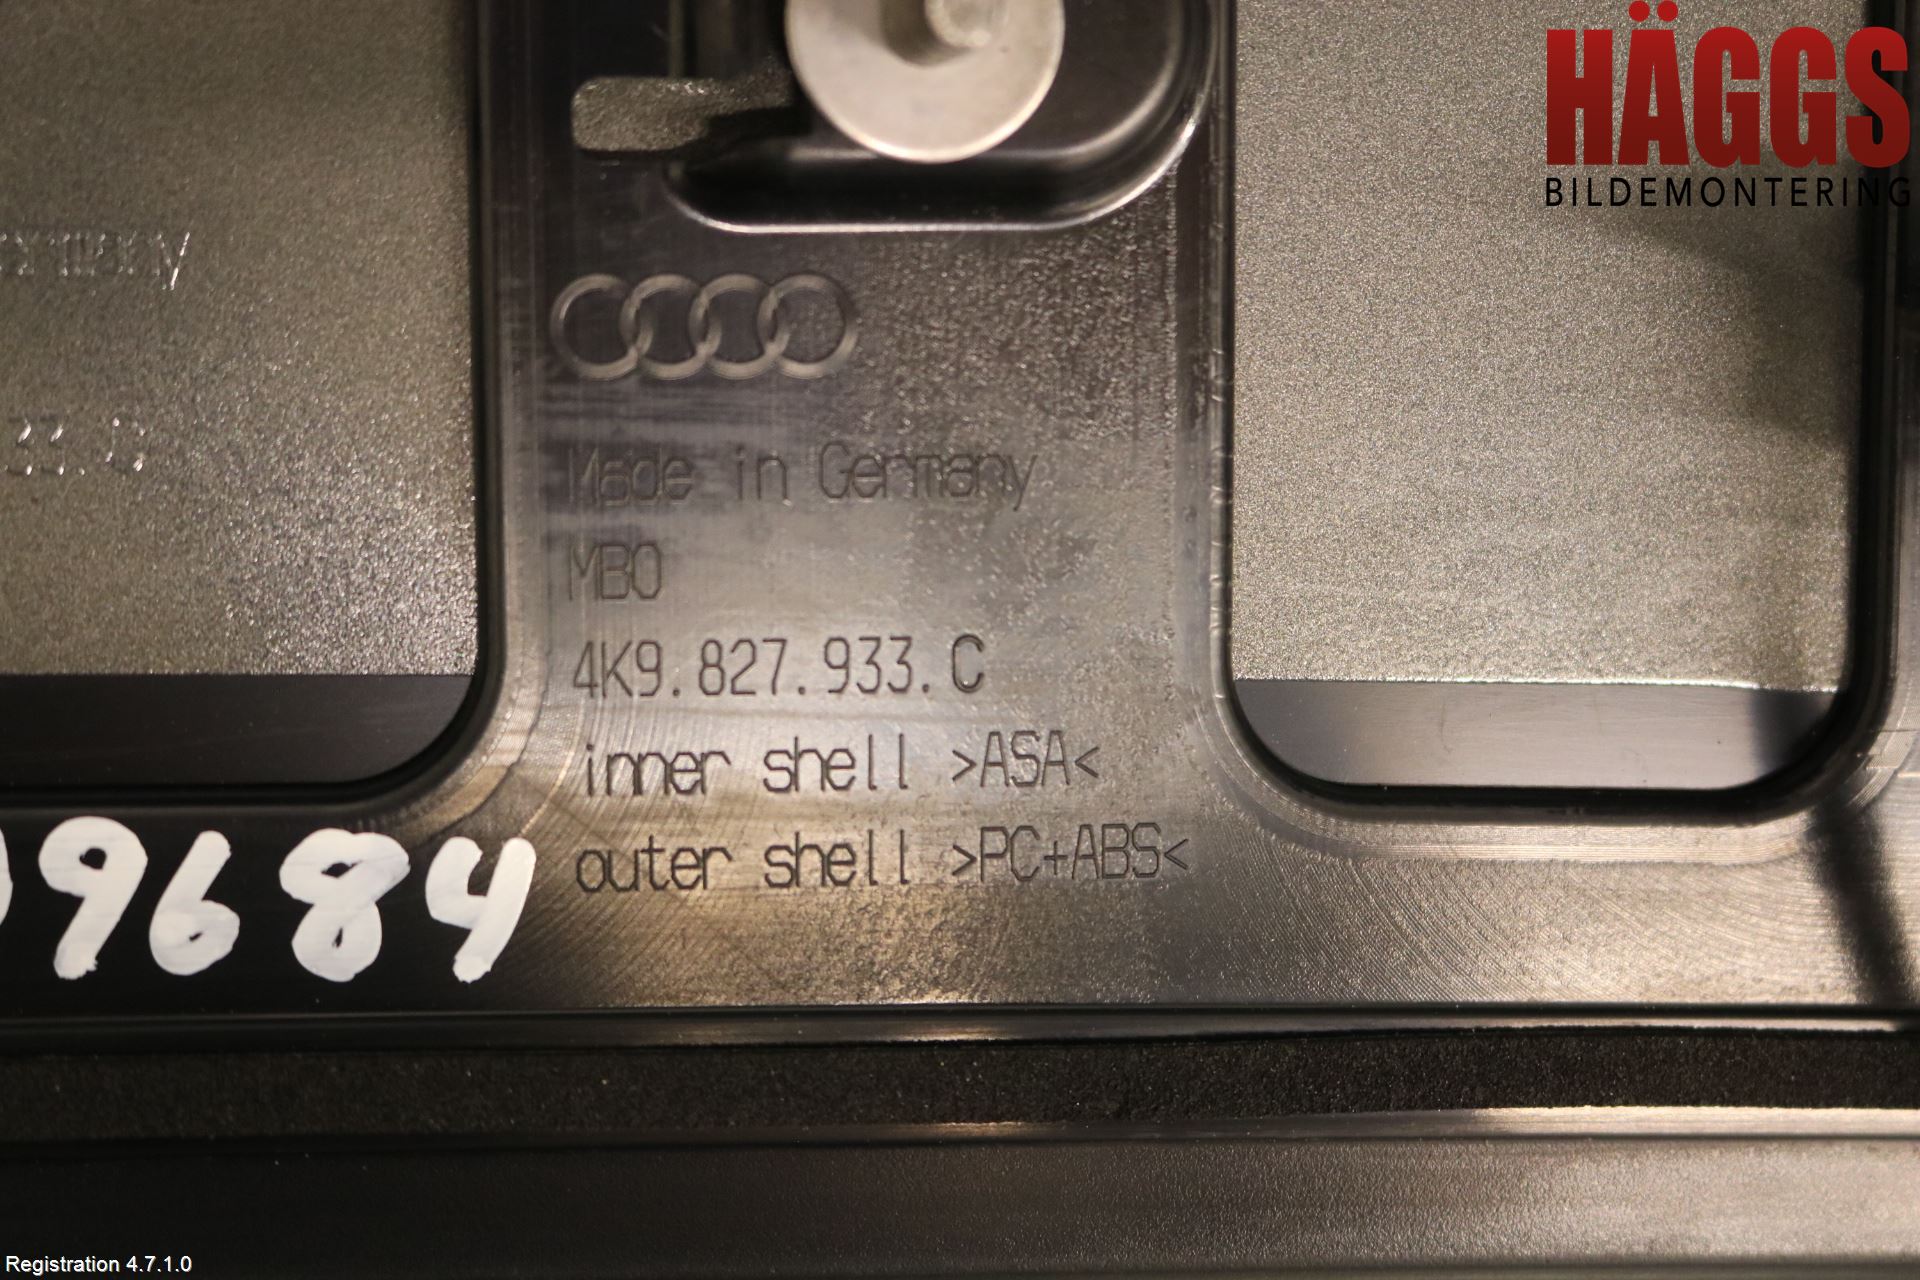 HÄGGS
BILDEMONTERING
Made in Germany
MBO
4K9.827.933.C
inner shell >ASA<
outer shell >PC+ABS<
9684
Registration 4.7.1.0